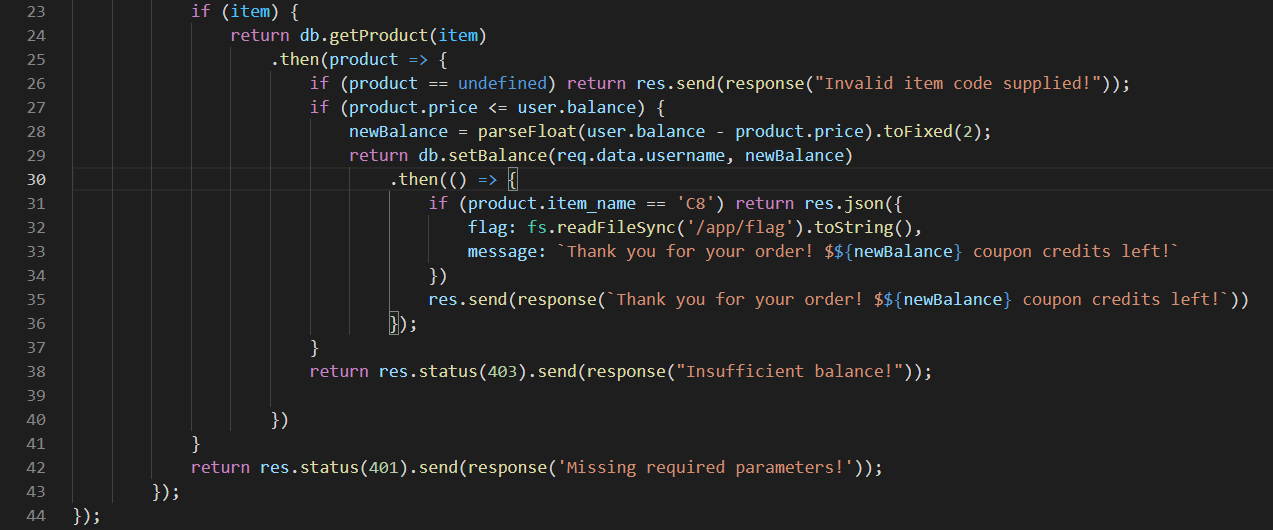 23 if (item) {
24 return db.getProduct(item)
25 .then(product => {
26 if (product == undefined) return res.send(response("Invalid item code supplied!"));
27 if (product.price <= user.balance) {
28 newBalance = parseFloat(user.balance - product.price).toFixed(2);
29 return db.setBalance(req.data.username, newBalance)
30 .then(() => {
31 if (product.item_name == 'C8') return res.json({
32 flag: fs.readFileSync('/app/flag').toString(),
33 message: `Thank you for your order! $${newBalance} coupon credits left!`
34 })
35 res.send(response(`Thank you for your order! $${newBalance} coupon credits left!`))
36 });
37 }
38 return res.status(403).send(response("Insufficient balance!"));
39
40 })
41 }
42 return res.status(401).send(response('Missing required parameters!'));
43 });
44 });